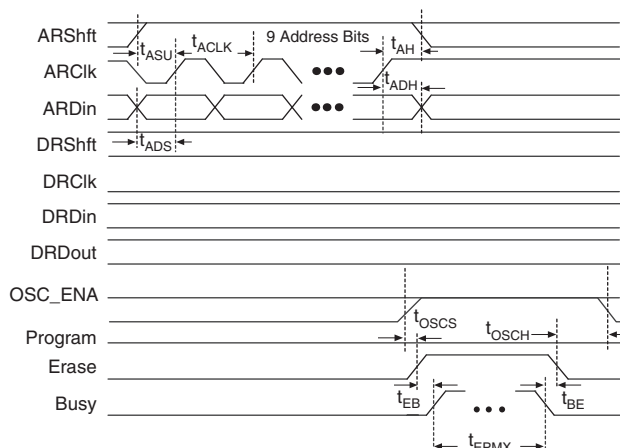 ARShft
t_ASU t_ACLK 9 Address Bits t_AH
ARClk
ARDin
t_ADH
DRShft
t_ADS
DRClk
DRDin
DRDout
OSC_ENA
Program
t_OSCS t_OSCH
Erase
t_EB t_BE
Busy
t_EPMX